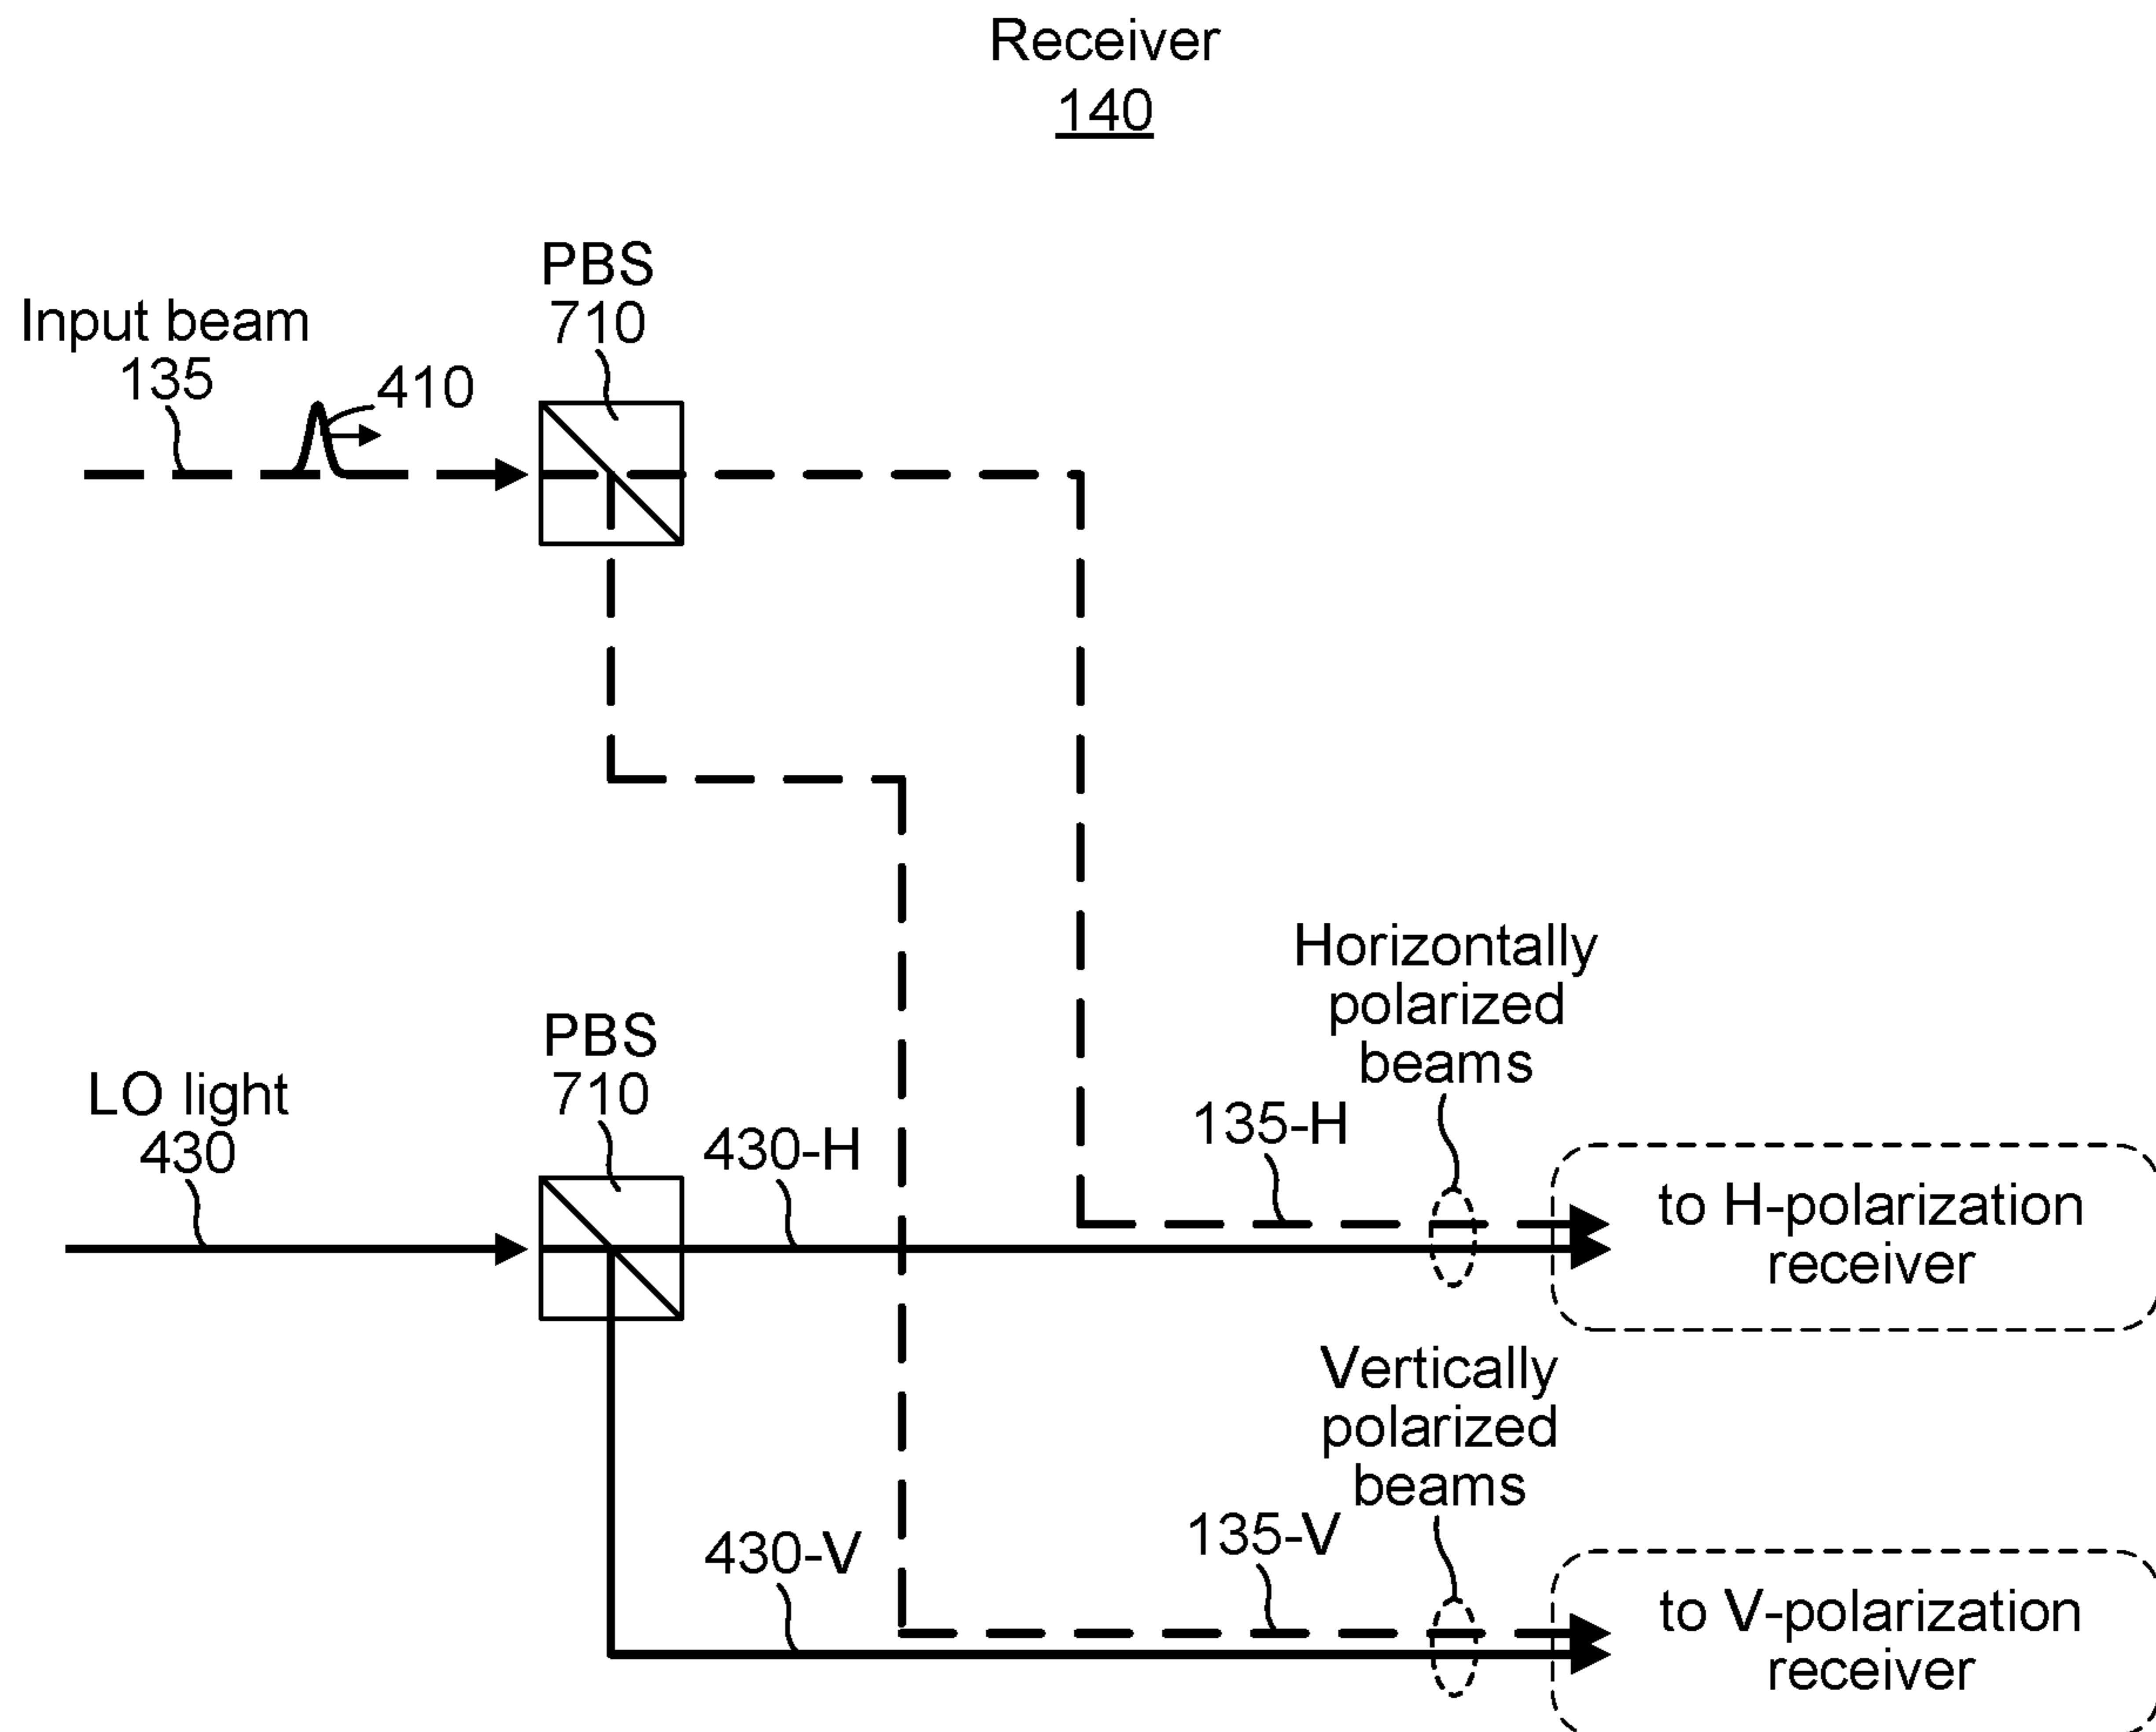 Receiver
140
PBS
710
Input beam
135
410
PBS
710
LO light
430
430-H
Horizontally
polarized
beams
135-H
to H-polarization
receiver
Vertically
polarized
beams
430-V
135-V
to V-polarization
receiver